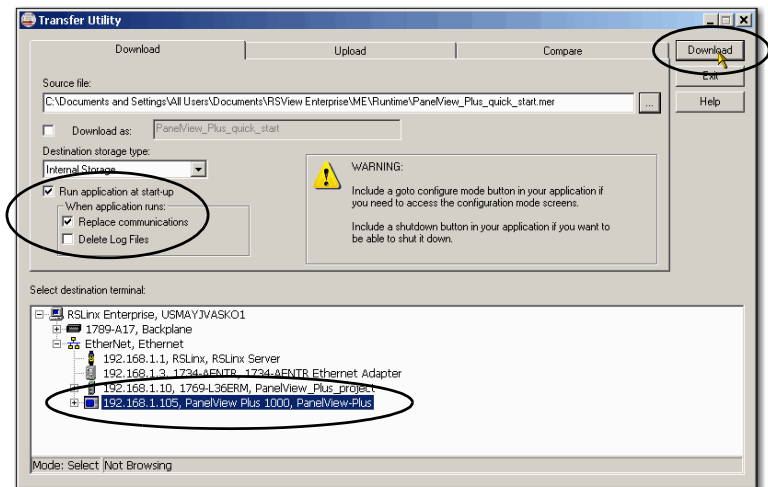 Transfer Utility
Download
Upload
Compare
Download
Exit
Help
Source file:
C:\Documents and Settings\All Users\Documents\RSView Enterprise\ME\Runtime\PanelView_Plus_quick_start.mer
...
Download as:
PanelView_Plus_quick_start
Destination storage type:
Internal Storage
Run application at start-up
When application runs:
Replace communications
Delete Log Files
WARNING:
Include a goto configure mode button in your application if
you need to access the configuration mode screens.
Include a shutdown button in your application if you want to
be able to shut it down.
Select destination terminal:
RSLinx Enterprise, USMAYJVASKO1
1789-A17, Backplane
EtherNet, Ethernet
192.168.1.1, RSLinx, RSLinx Server
192.168.1.3, 1734-AENTR, 1734-AENTR Ethernet Adapter
192.168.1.10, 1769-L36ERM, PanelView_Plus_project
192.168.1.105, PanelView Plus 1000, PanelView-Plus
Mode: Select Not Browsing